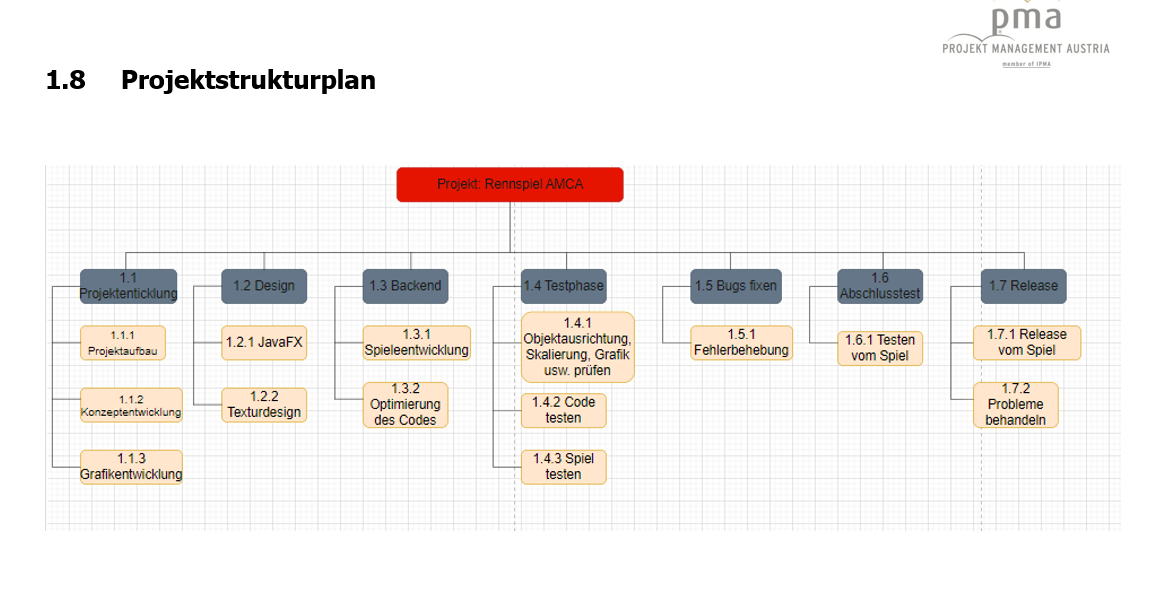 pma
PROJEKT MANAGEMENT AUSTRIA
member of IPMA
1.8 Projektstrukturplan
Projekt: Rennspiel AMCA
1.1
Projektenticklung
1.1.1
Projektaufbau
1.1.2
Konzeptentwicklung
1.1.3
Grafikentwicklung
1.2 Design
1.2.1 JavaFX
1.2.2
Texturdesign
1.3 Backend
1.3.1
Spieleentwicklung
1.3.2
Optimierung
des Codes
1.4 Testphase
1.4.1
Objektausrichtung,
Skalierung, Grafik
usw. prüfen
1.4.2 Code
testen
1.4.3 Spiel
testen
1.5 Bugs fixen
1.5.1
Fehlerbehebung
1.6
Abschlusstest
1.6.1 Testen
vom Spiel
1.7 Release
1.7.1 Release
vom Spiel
1.7.2
Probleme
behandeln